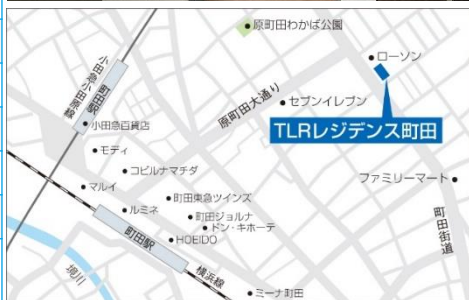 原町田わかば公園
ローソン
小田急小田原線
町田駅
原町田大通り
セブンイレブン
小田急百貨店
TLRレジデンス町田
モディ
コビルナマチダ
ファミリーマート
マルイ
町田東急ツインズ
ルミネ
町田ジョルナ
町田街道
ドン・キホーテ
町田駅
HOEIDO
境川
横浜線
ミーナ町田